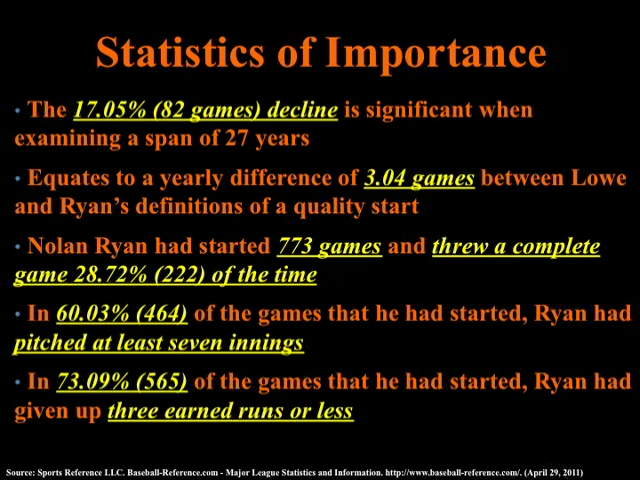 Statistics of Importance
• The 17.05% (82 games) decline is significant when
examining a span of 27 years
• Equates to a yearly difference of 3.04 games between Lowe
and Ryan's definitions of a quality start
• Nolan Ryan had started 773 games and threw a complete
game 28.72% (222) of the time
• In 60.03% (464) of the games that he had started, Ryan had
pitched at least seven innings
• In 73.09% (565) of the games that he had started, Ryan had
given up three earned runs or less
Source: Sports Reference LLC. Baseball-Reference.com - Major League Statistics and Information. http://www.baseball-reference.com/. (April 29, 2011)